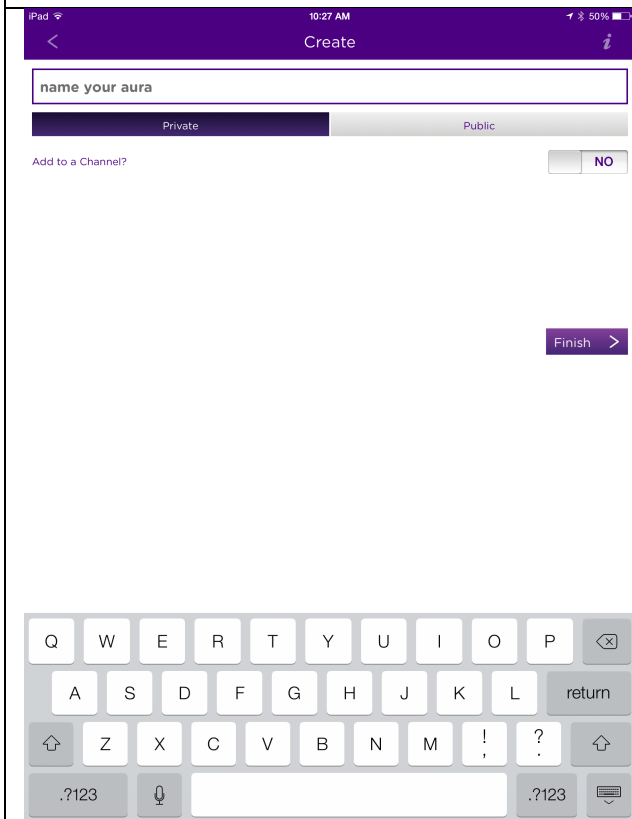 iPad 10:27 AM 50%
Create
i
name your aura
Private Public
Add to a Channel? NO
Finish
Q W E R T Y U I O P
A S D F G H J K L return
Z X C V B N M ! , ? .
.?123 .?123